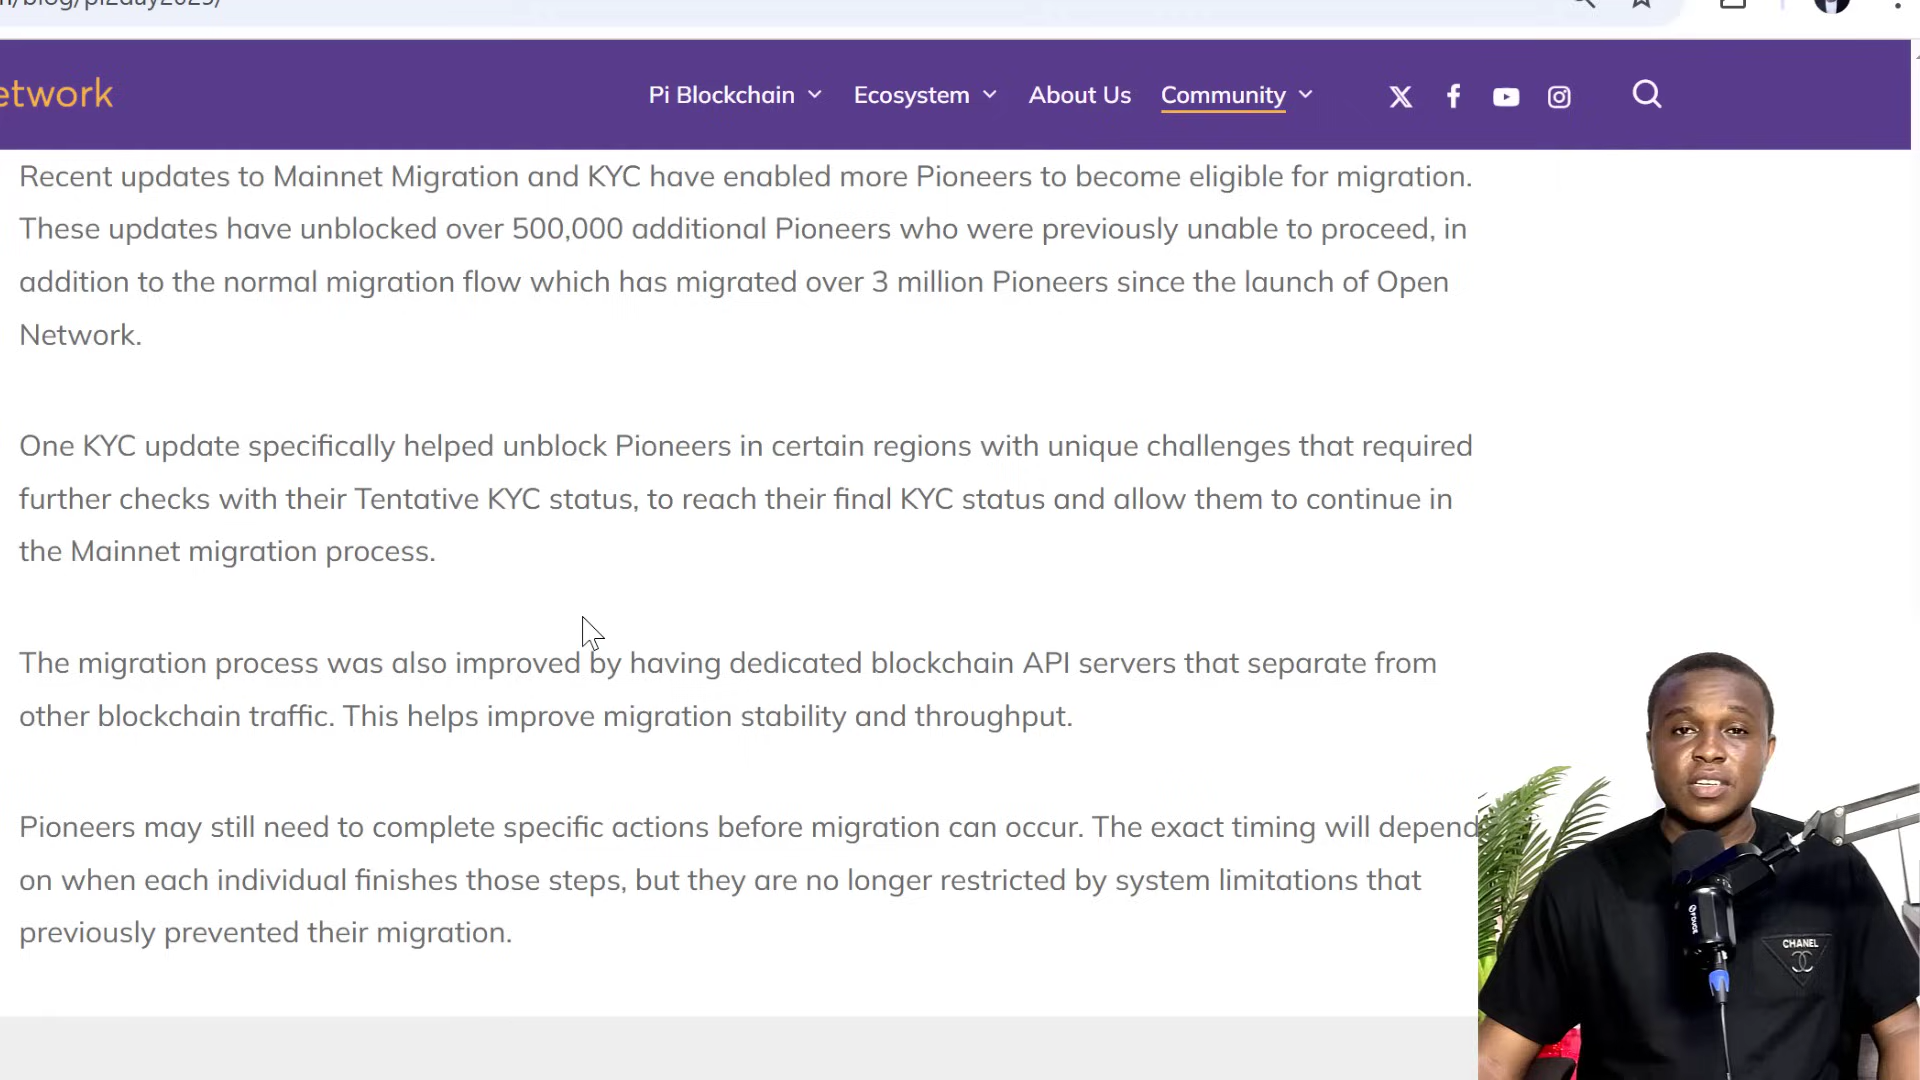 /blog/pi2day2025/
etwork
Pi Blockchain
Ecosystem
About Us
Community
Recent updates to Mainnet Migration and KYC have enabled more Pioneers to become eligible for migration.
These updates have unblocked over 500,000 additional Pioneers who were previously unable to proceed, in
addition to the normal migration flow which has migrated over 3 million Pioneers since the launch of Open
Network.
One KYC update specifically helped unblock Pioneers in certain regions with unique challenges that required
further checks with their Tentative KYC status, to reach their final KYC status and allow them to continue in
the Mainnet migration process.
The migration process was also improved by having dedicated blockchain API servers that separate from
other blockchain traffic. This helps improve migration stability and throughput.
Pioneers may still need to complete specific actions before migration can occur. The exact timing will depend
on when each individual finishes those steps, but they are no longer restricted by system limitations that
previously prevented their migration.
CHANEL